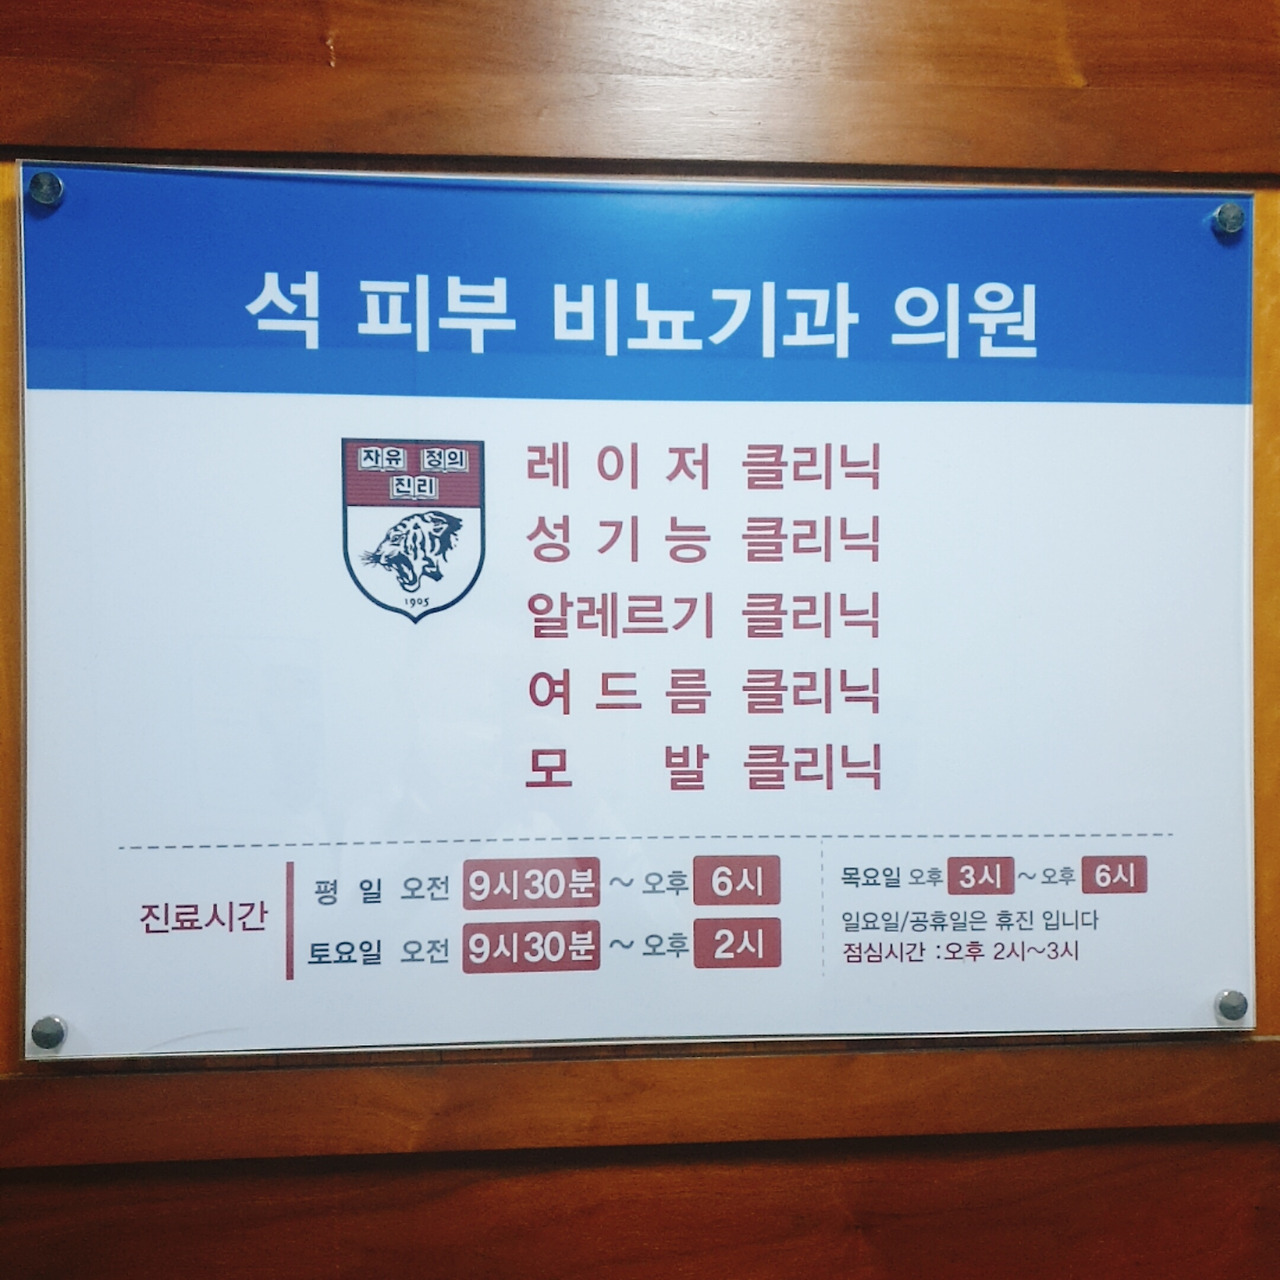 석 피부 비뇨기과 의원
자유 정의
진리
1905
레이저 클리닉
성기능 클리닉
알레르기 클리닉
여드름 클리닉
모발 클리닉
진료시간
평일 오전 9시30분 ~ 오후 6시
토요일 오전 9시30분 ~ 오후 2시
목요일 오후 3시 ~ 오후 6시
일요일/공휴일은 휴진 입니다
점심시간 :오후 2시~3시